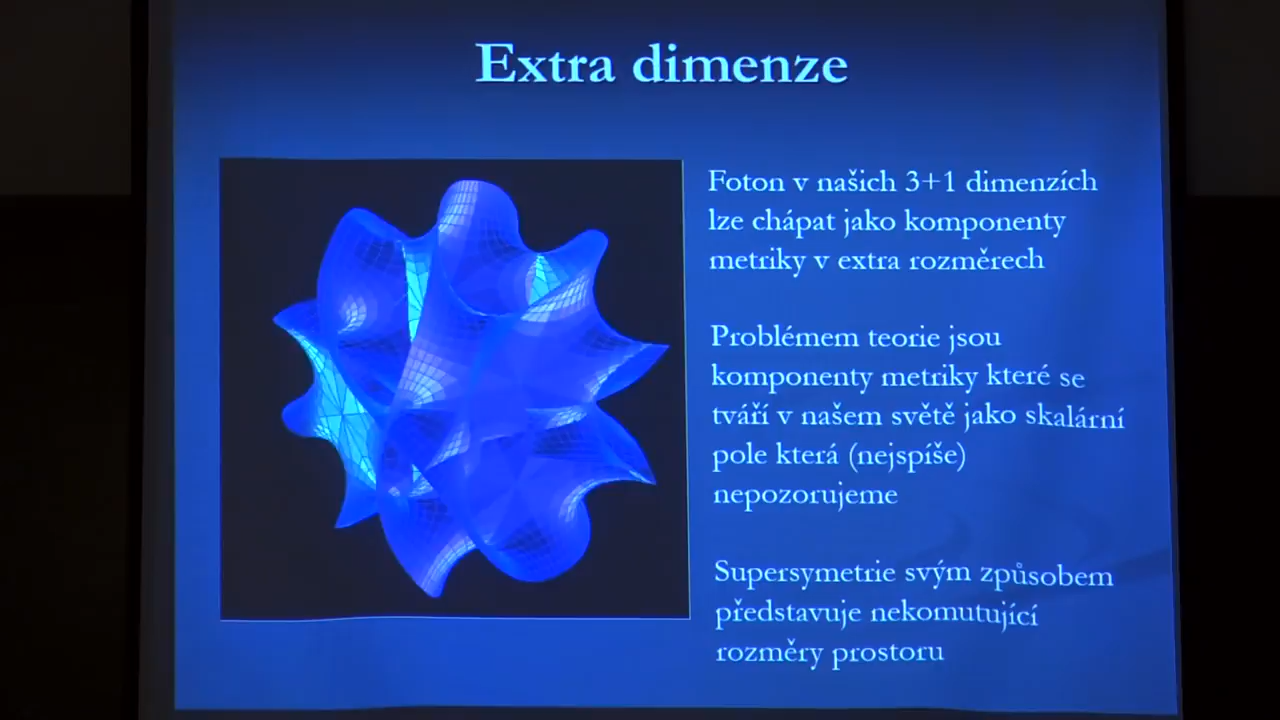 Extra dimenze
Foton v našich 3+1 dimenzích
lze chápat jako komponenty
metriky v extra rozměrech
Problémem teorie jsou
komponenty metriky které se
tváří v našem světě jako skalární
pole která (nejspíše)
nepozorujeme
Supersymetrie svým způsobem
představuje nekomutující
rozměry prostoru